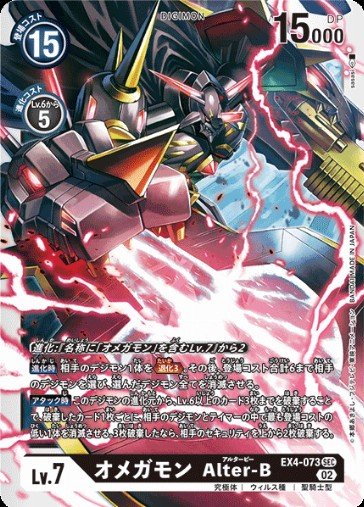 DIGIMON
登場コスト
15
15000
DP
進化コスト
Lv.6から
5
進化:「名称に「オメガモン」を含むLv.7」から2
進化時 相手のデジモン1体を 退化3 。その後、登場コスト合計6まで相手
のデジモンを選び、選んだデジモン全てを消滅させる。
アタック時 このデジモンの進化元から、Lv.6以上のカード3枚までを破棄すること
で、破棄したカード1枚ごとに、相手のデジモンとテイマーの中で最も登場コストの
低い1体を消滅させる。3枚破棄したなら、相手のセキュリティを上から2枚破棄する。
アルタービー
Lv.7 オメガモン Alter-B EX4-073 SEC
02
究極体 ウィルス種 聖騎士型